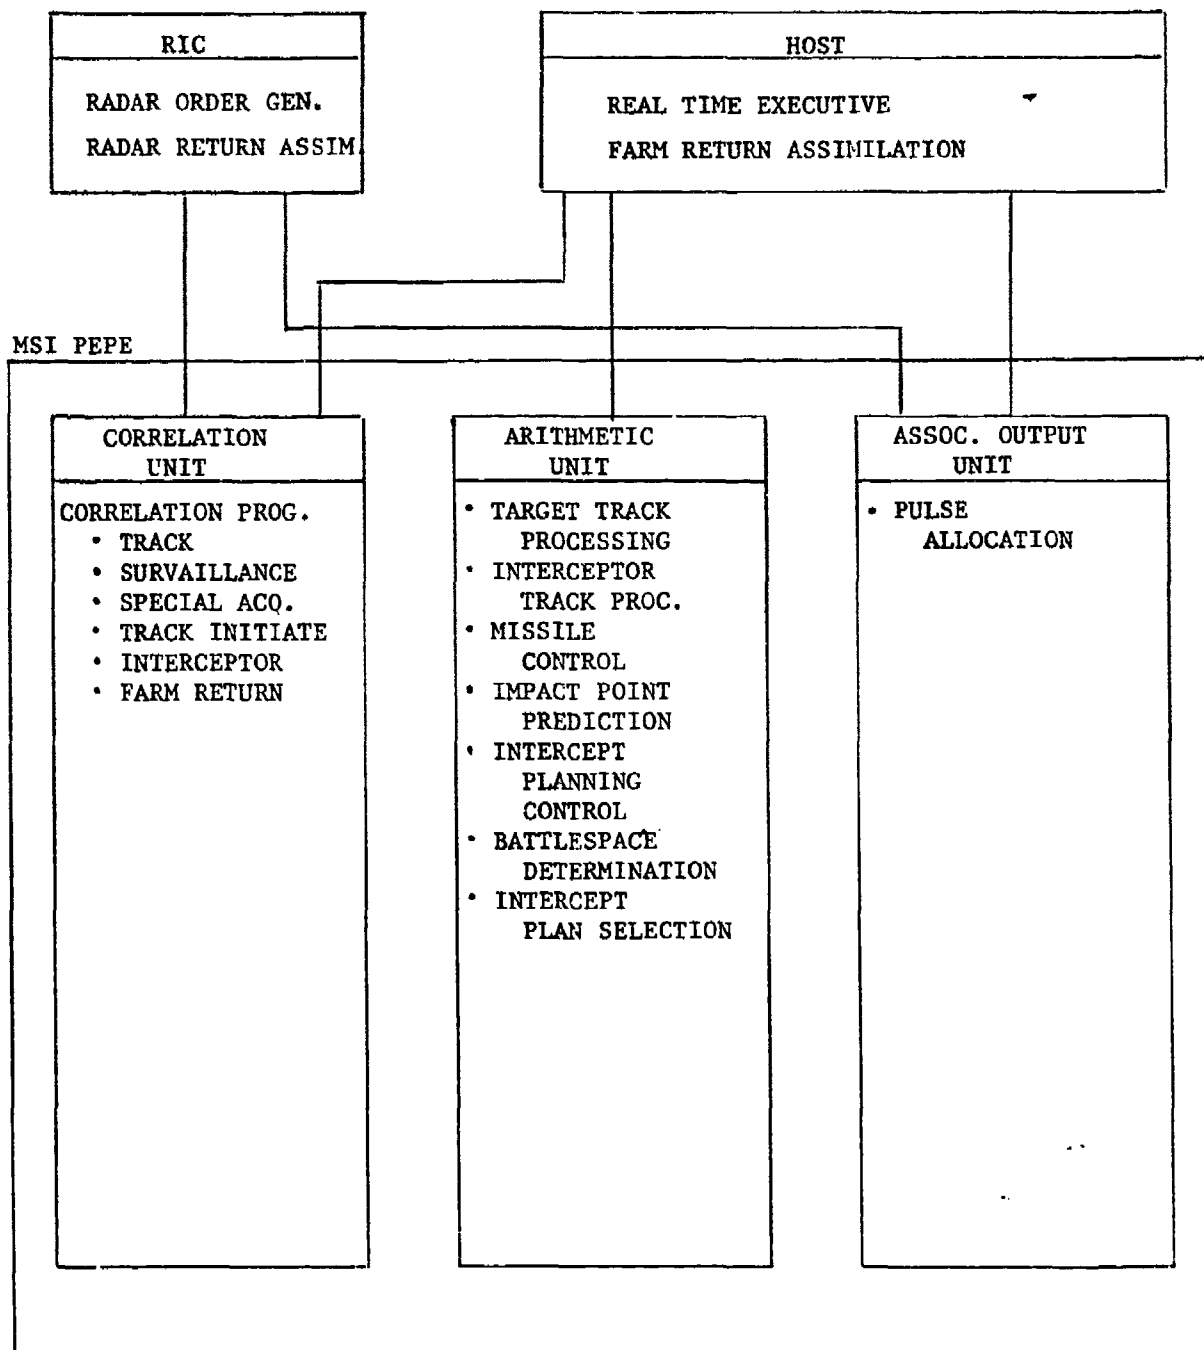 RIC
RADAR ORDER GEN.
RADAR RETURN ASSIM.
HOST
REAL TIME EXECUTIVE
FARM RETURN ASSIMILATION
MSI PEPE
CORRELATION
UNIT
CORRELATION PROG.
• TRACK
• SURVAILLANCE
• SPECIAL ACQ.
• TRACK INITIATE
• INTERCEPTOR
• FARM RETURN
ARITHMETIC
UNIT
• TARGET TRACK
PROCESSING
• INTERCEPTOR
TRACK PROC.
• MISSILE
CONTROL
• IMPACT POINT
PREDICTION
• INTERCEPT
PLANNING
CONTROL
• BATTLESPACE
DETERMINATION
• INTERCEPT
PLAN SELECTION
ASSOC. OUTPUT
UNIT
• PULSE
ALLOCATION